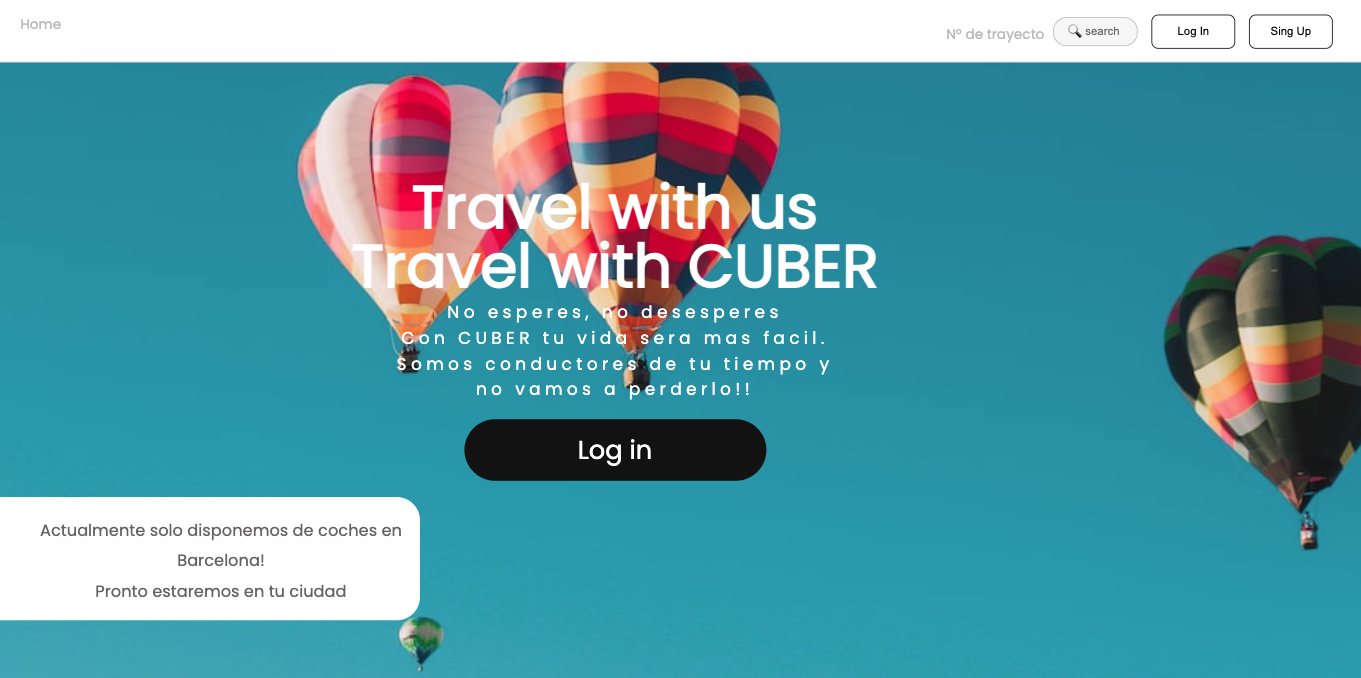 Home
Nº de trayecto
search
Log In
Sing Up
Travel with us
Travel with CUBER
No esperes, no desesperes
Con CUBER tu vida sera mas facil.
Somos conductores de tu tiempo y
no vamos a perderlo!!
Log in
Actualmente solo disponemos de coches en
Barcelona!
Pronto estaremos en tu ciudad